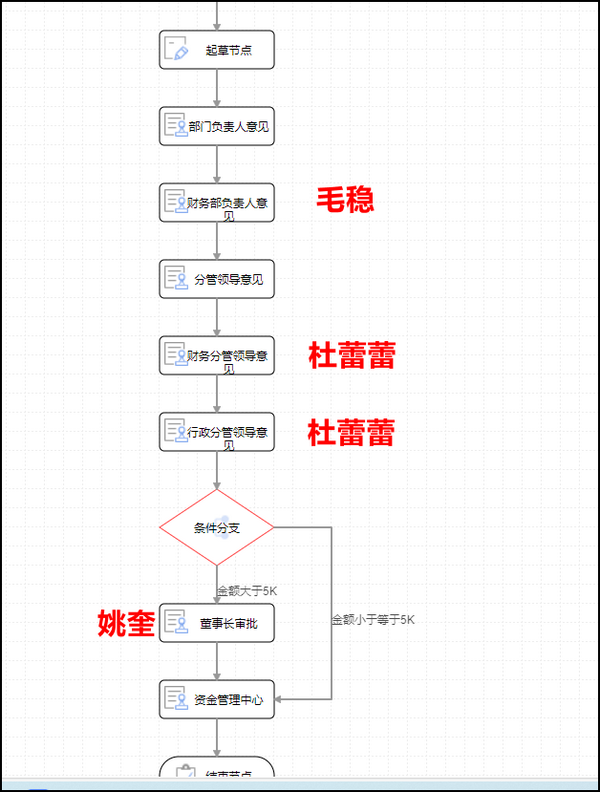 起草节点
部门负责人意见
财务部负责人意
见
毛稳
分管领导意见
财务分管领导意
见
杜蕾蕾
行政分管领导意
见
杜蕾蕾
条件分支
金额大于5K
金额小于等于5K
姚奎
董事长审批
资金管理中心
结束节点